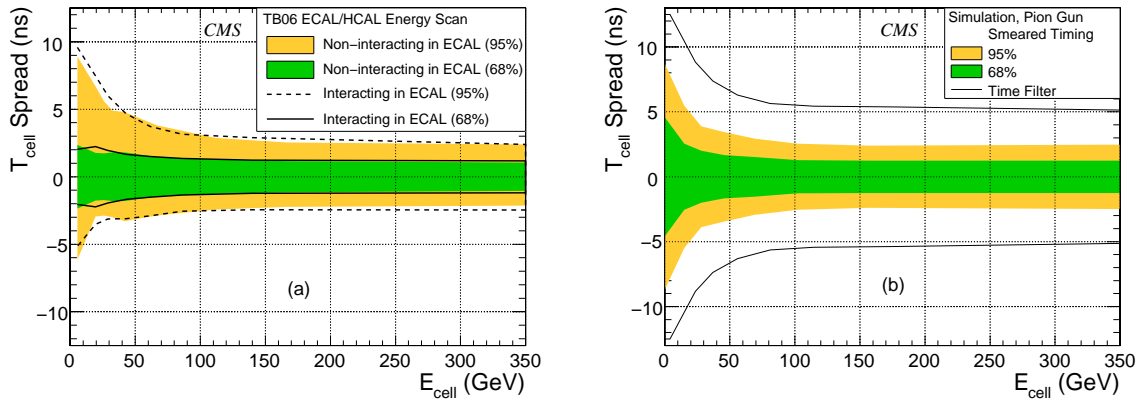 TB06 ECAL/HCAL Energy Scan
CMS
Non−interacting in ECAL (95%)
Non−interacting in ECAL (68%)
Interacting in ECAL (95%)
Interacting in ECAL (68%)
T_cell Spread (ns)
10
5
0
−5
−10
(a)
0 50 100 150 200 250 300 350
E_cell (GeV)
Simulation, Pion Gun
Smeared Timing
CMS
95%
68%
Time Filter
T_cell Spread (ns)
10
5
0
−5
−10
(b)
0 50 100 150 200 250 300 350
E_cell (GeV)